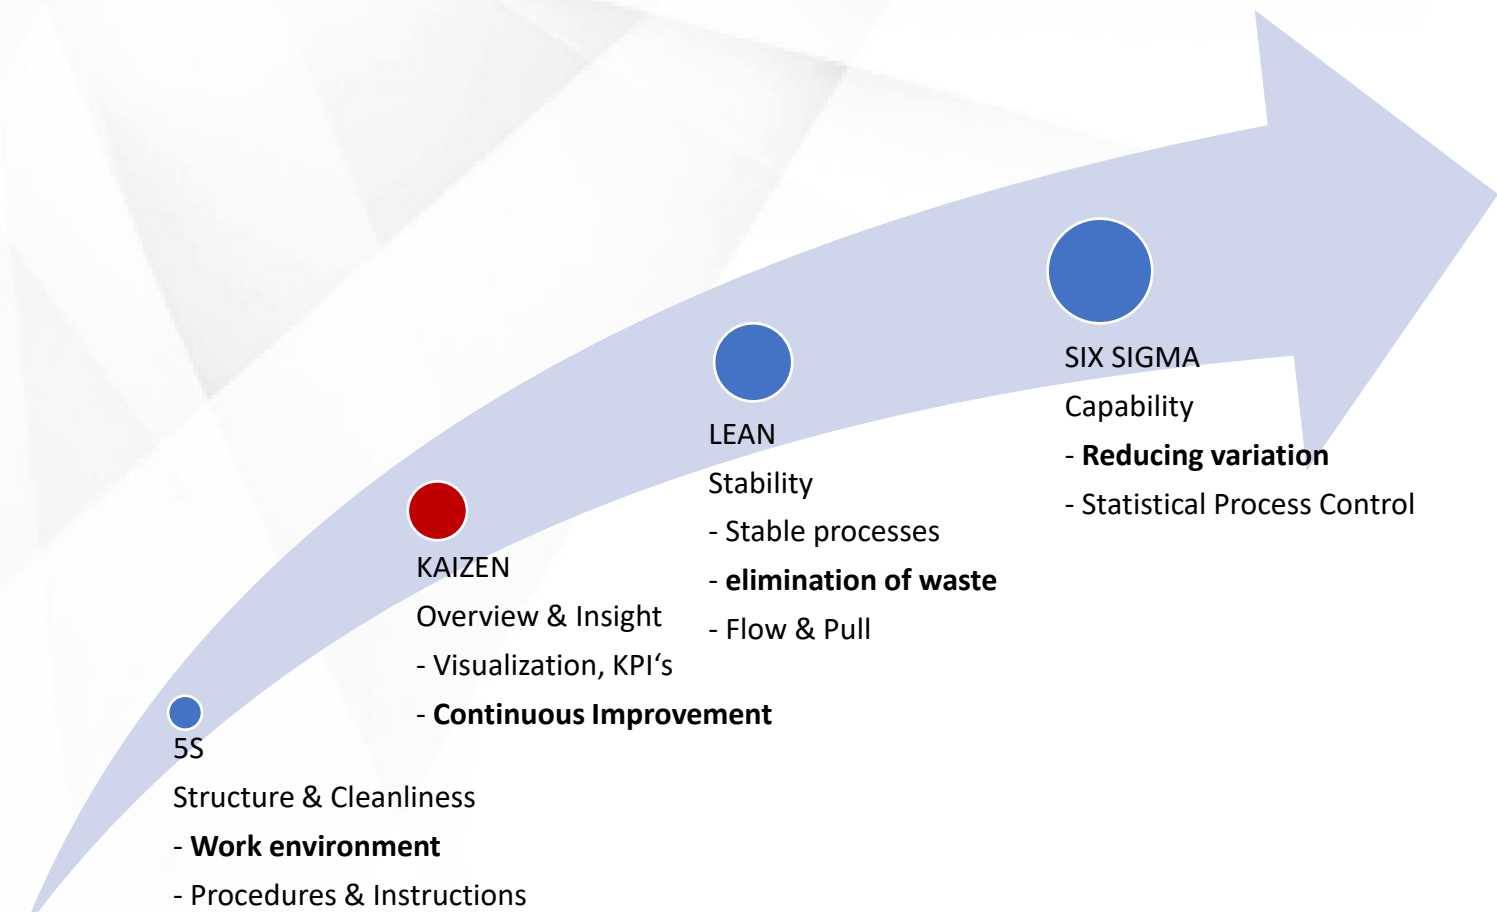 5S
Structure & Cleanliness
- Work environment
- Procedures & Instructions
KAIZEN
Overview & Insight
- Visualization, KPI‘s
- Continuous Improvement
LEAN
Stability
- Stable processes
- elimination of waste
- Flow & Pull
SIX SIGMA
Capability
- Reducing variation
- Statistical Process Control